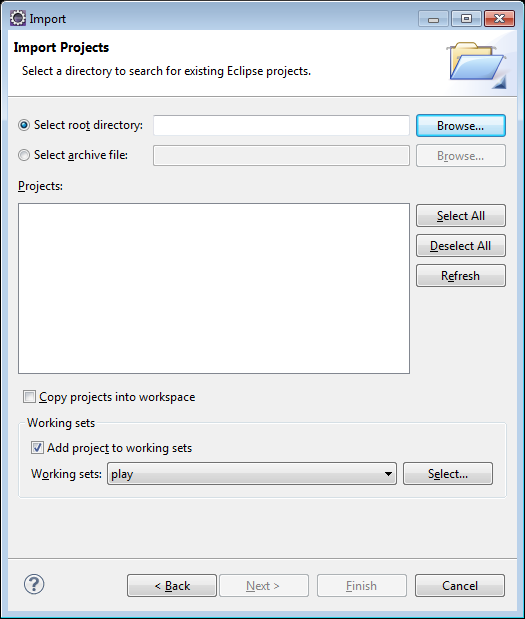 Import
Import Projects
Select a directory to search for existing Eclipse projects.
Select root directory:
Browse...
Select archive file:
Browse...
Projects:
Select All
Deselect All
Refresh
Copy projects into workspace
Working sets
Add project to working sets
Working sets: play Select...
?
< Back Next > Finish Cancel